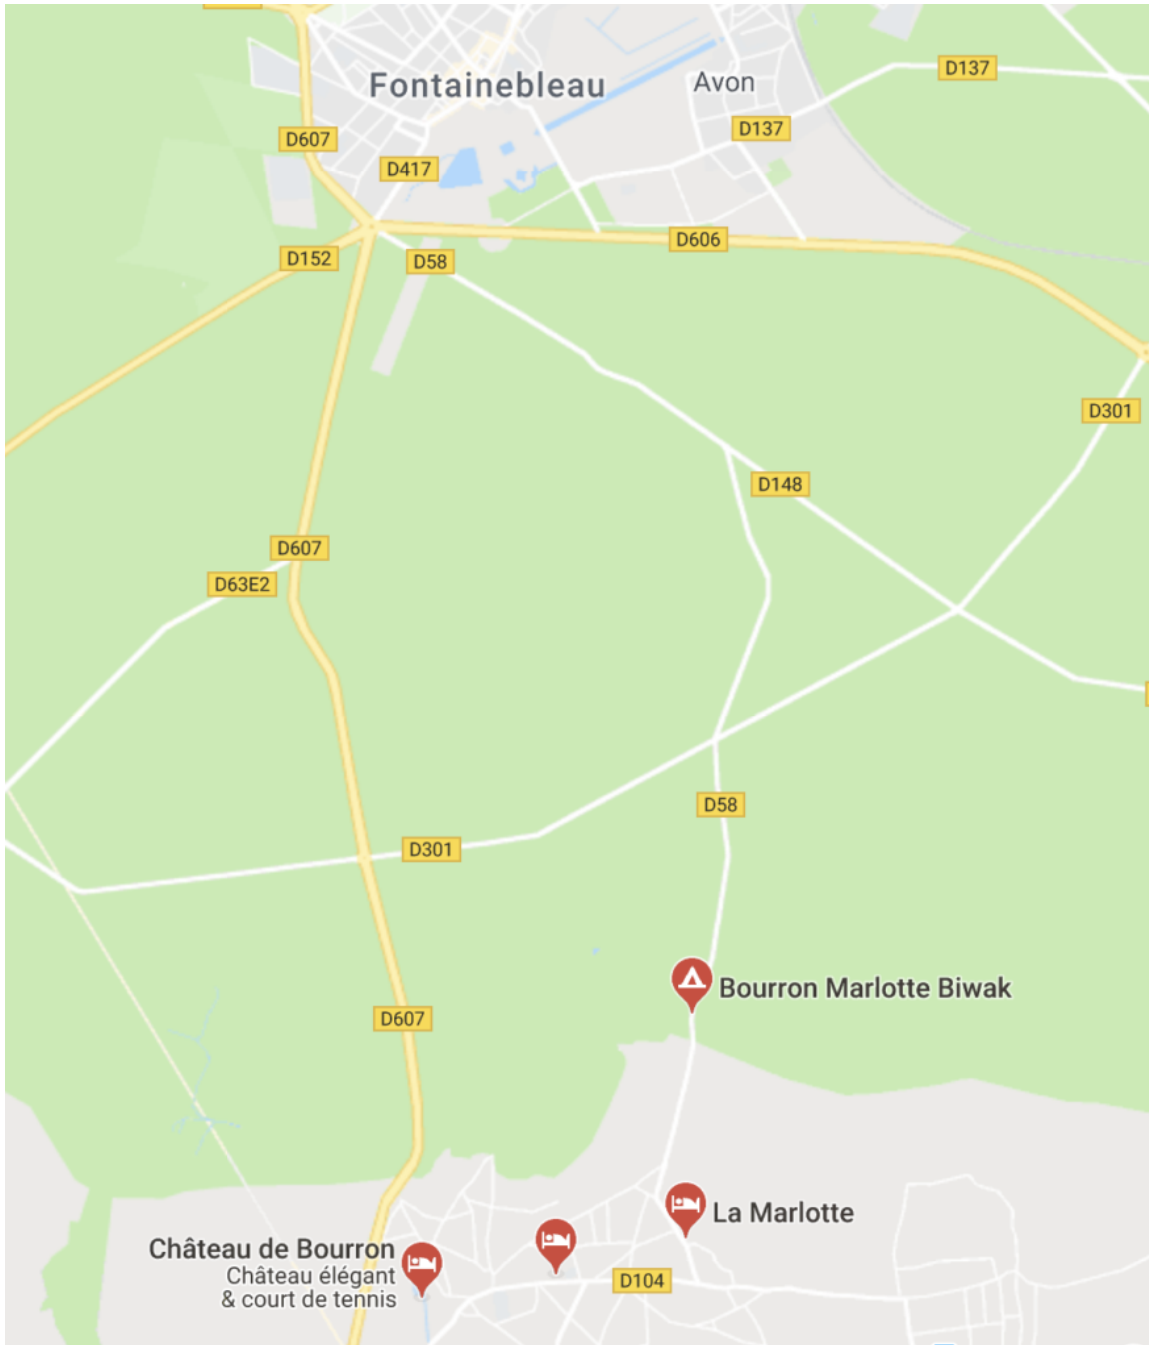 Fontainebleau
Avon
D137
D137
D607
D417
D606
D152
D58
D301
D148
D607
D63E2
D58
D301
Bourron Marlotte Biwak
D607
La Marlotte
Château de Bourron
Château élégant
& court de tennis
D104